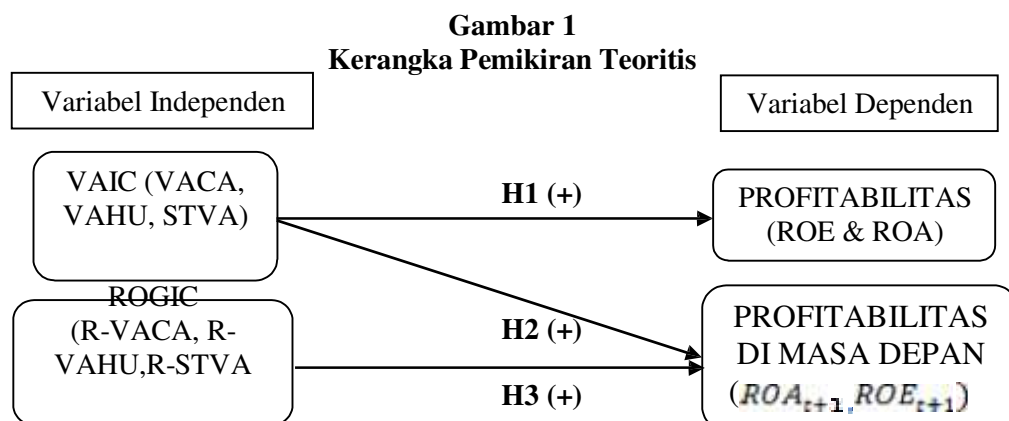 Gambar 1
Kerangka Pemikiran Teoritis
Variabel Independen
Variabel Dependen
VAIC (VACA,
VAHU, STVA)
H1 (+)
PROFITABILITAS
(ROE & ROA)
ROGIC
(R-VACA, R-
VAHU,R-STVA
H2 (+)
H3 (+)
PROFITABILITAS
DI MASA DEPAN
(ROA_{t+1}, ROE_{t+1})